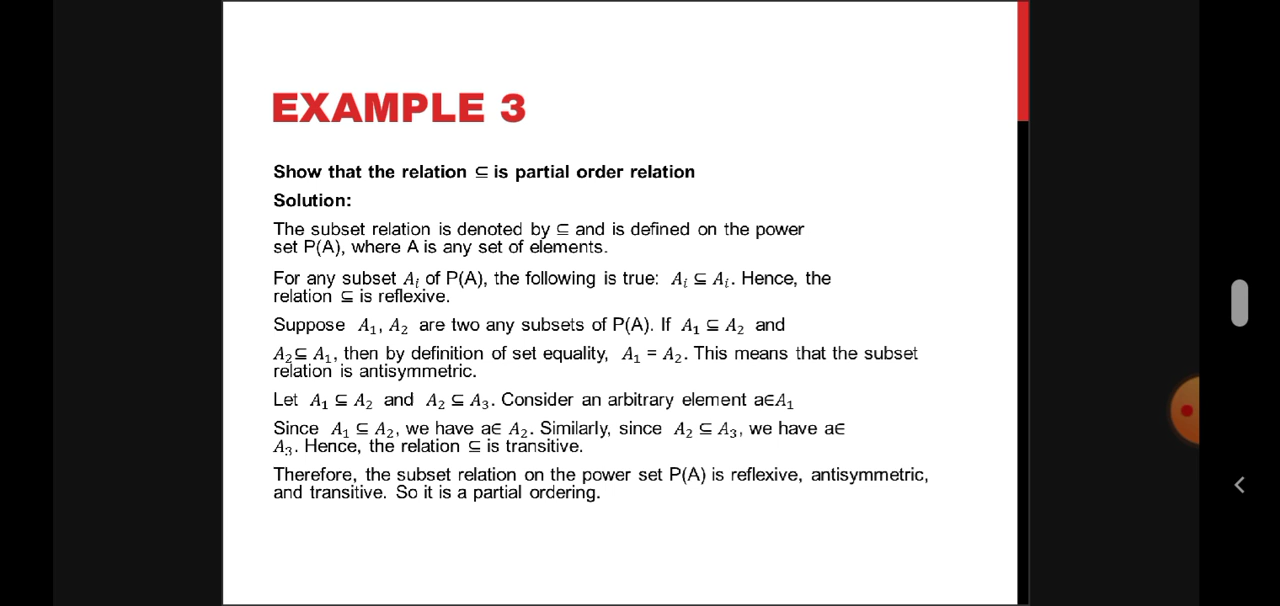 EXAMPLE 3
Show that the relation ⊆ is partial order relation
Solution:
The subset relation is denoted by ⊆ and is defined on the power
set P(A), where A is any set of elements.
For any subset Aᵢ of P(A), the following is true: Aᵢ ⊆ Aᵢ. Hence, the
relation ⊆ is reflexive.
Suppose A₁, A₂ are two any subsets of P(A). If A₁ ⊆ A₂ and
A₂⊆ A₁, then by definition of set equality, A₁ = A₂. This means that the subset
relation is antisymmetric.
Let A₁ ⊆ A₂ and A₂ ⊆ A₃. Consider an arbitrary element a∈A₁
Since A₁ ⊆ A₂, we have a∈ A₂. Similarly, since A₂ ⊆ A₃, we have a∈
A₃. Hence, the relation ⊆ is transitive.
Therefore, the subset relation on the power set P(A) is reflexive, antisymmetric,
and transitive. So it is a partial ordering.